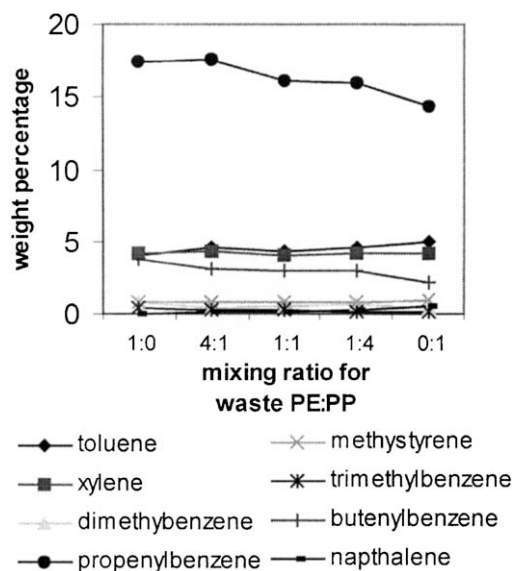 20
15
10
5
0
weight percentage
1:0 4:1 1:1 1:4 0:1
mixing ratio for
waste PE:PP
toluene
methystyrene
xylene
trimethylbenzene
dimethybenzene
butenylbenzene
propenylbenzene
napthalene